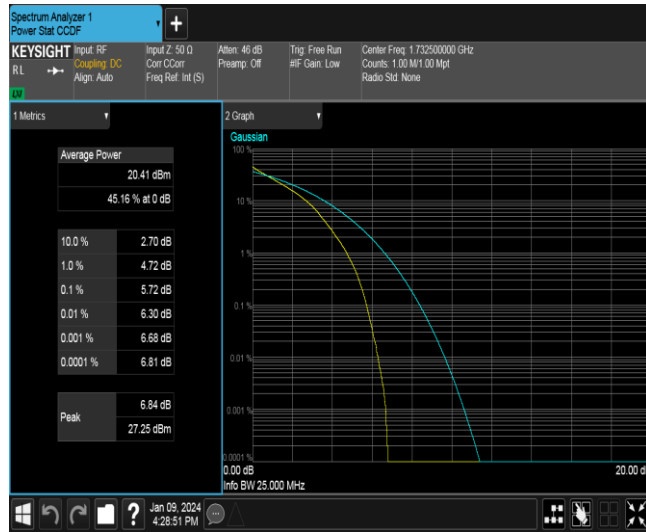 Spectrum Analyzer 1
Power Stat CCDF
KEYSIGHT
RL
LXI
Input: RF
Coupling: DC
Align: Auto
Input Z: 50 Ω
Corr CCorr
Freq Ref: Int (S)
Atten: 46 dB
Preamp: Off
Trig: Free Run
#IF Gain: Low
Center Freq: 1.732500000 GHz
Counts: 1.00 M/1.00 Mpt
Radio Std: None
1 Metrics
Average Power
20.41 dBm
45.16 % at 0 dB
10.0 % 2.70 dB
1.0 % 4.72 dB
0.1 % 5.72 dB
0.01 % 6.30 dB
0.001 % 6.68 dB
0.0001 % 6.81 dB
Peak 6.84 dB
27.25 dBm
2 Graph
Gaussian
100 %
10 %
1 %
0.1 %
0.01 %
0.001 %
0.0001 %
0.00 dB 20.00 d
Info BW 25.000 MHz
Jan 09, 2024
4:28:51 PM